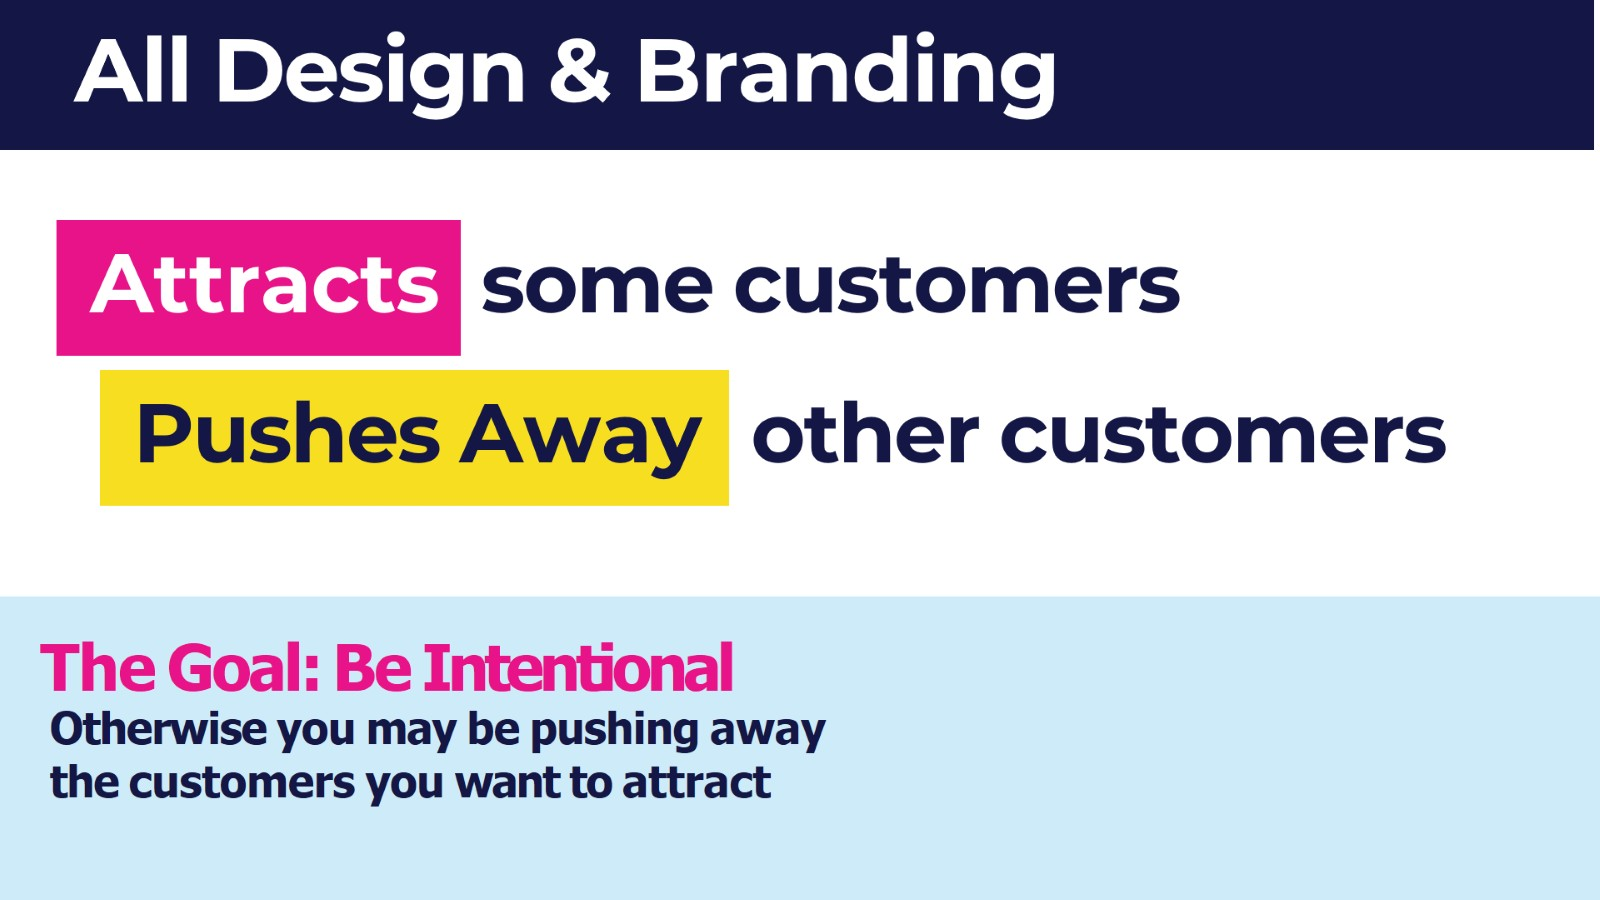 All Design & Branding
Attracts some customers
Pushes Away other customers
The Goal: Be Intentional
Otherwise you may be pushing away
the customers you want to attract